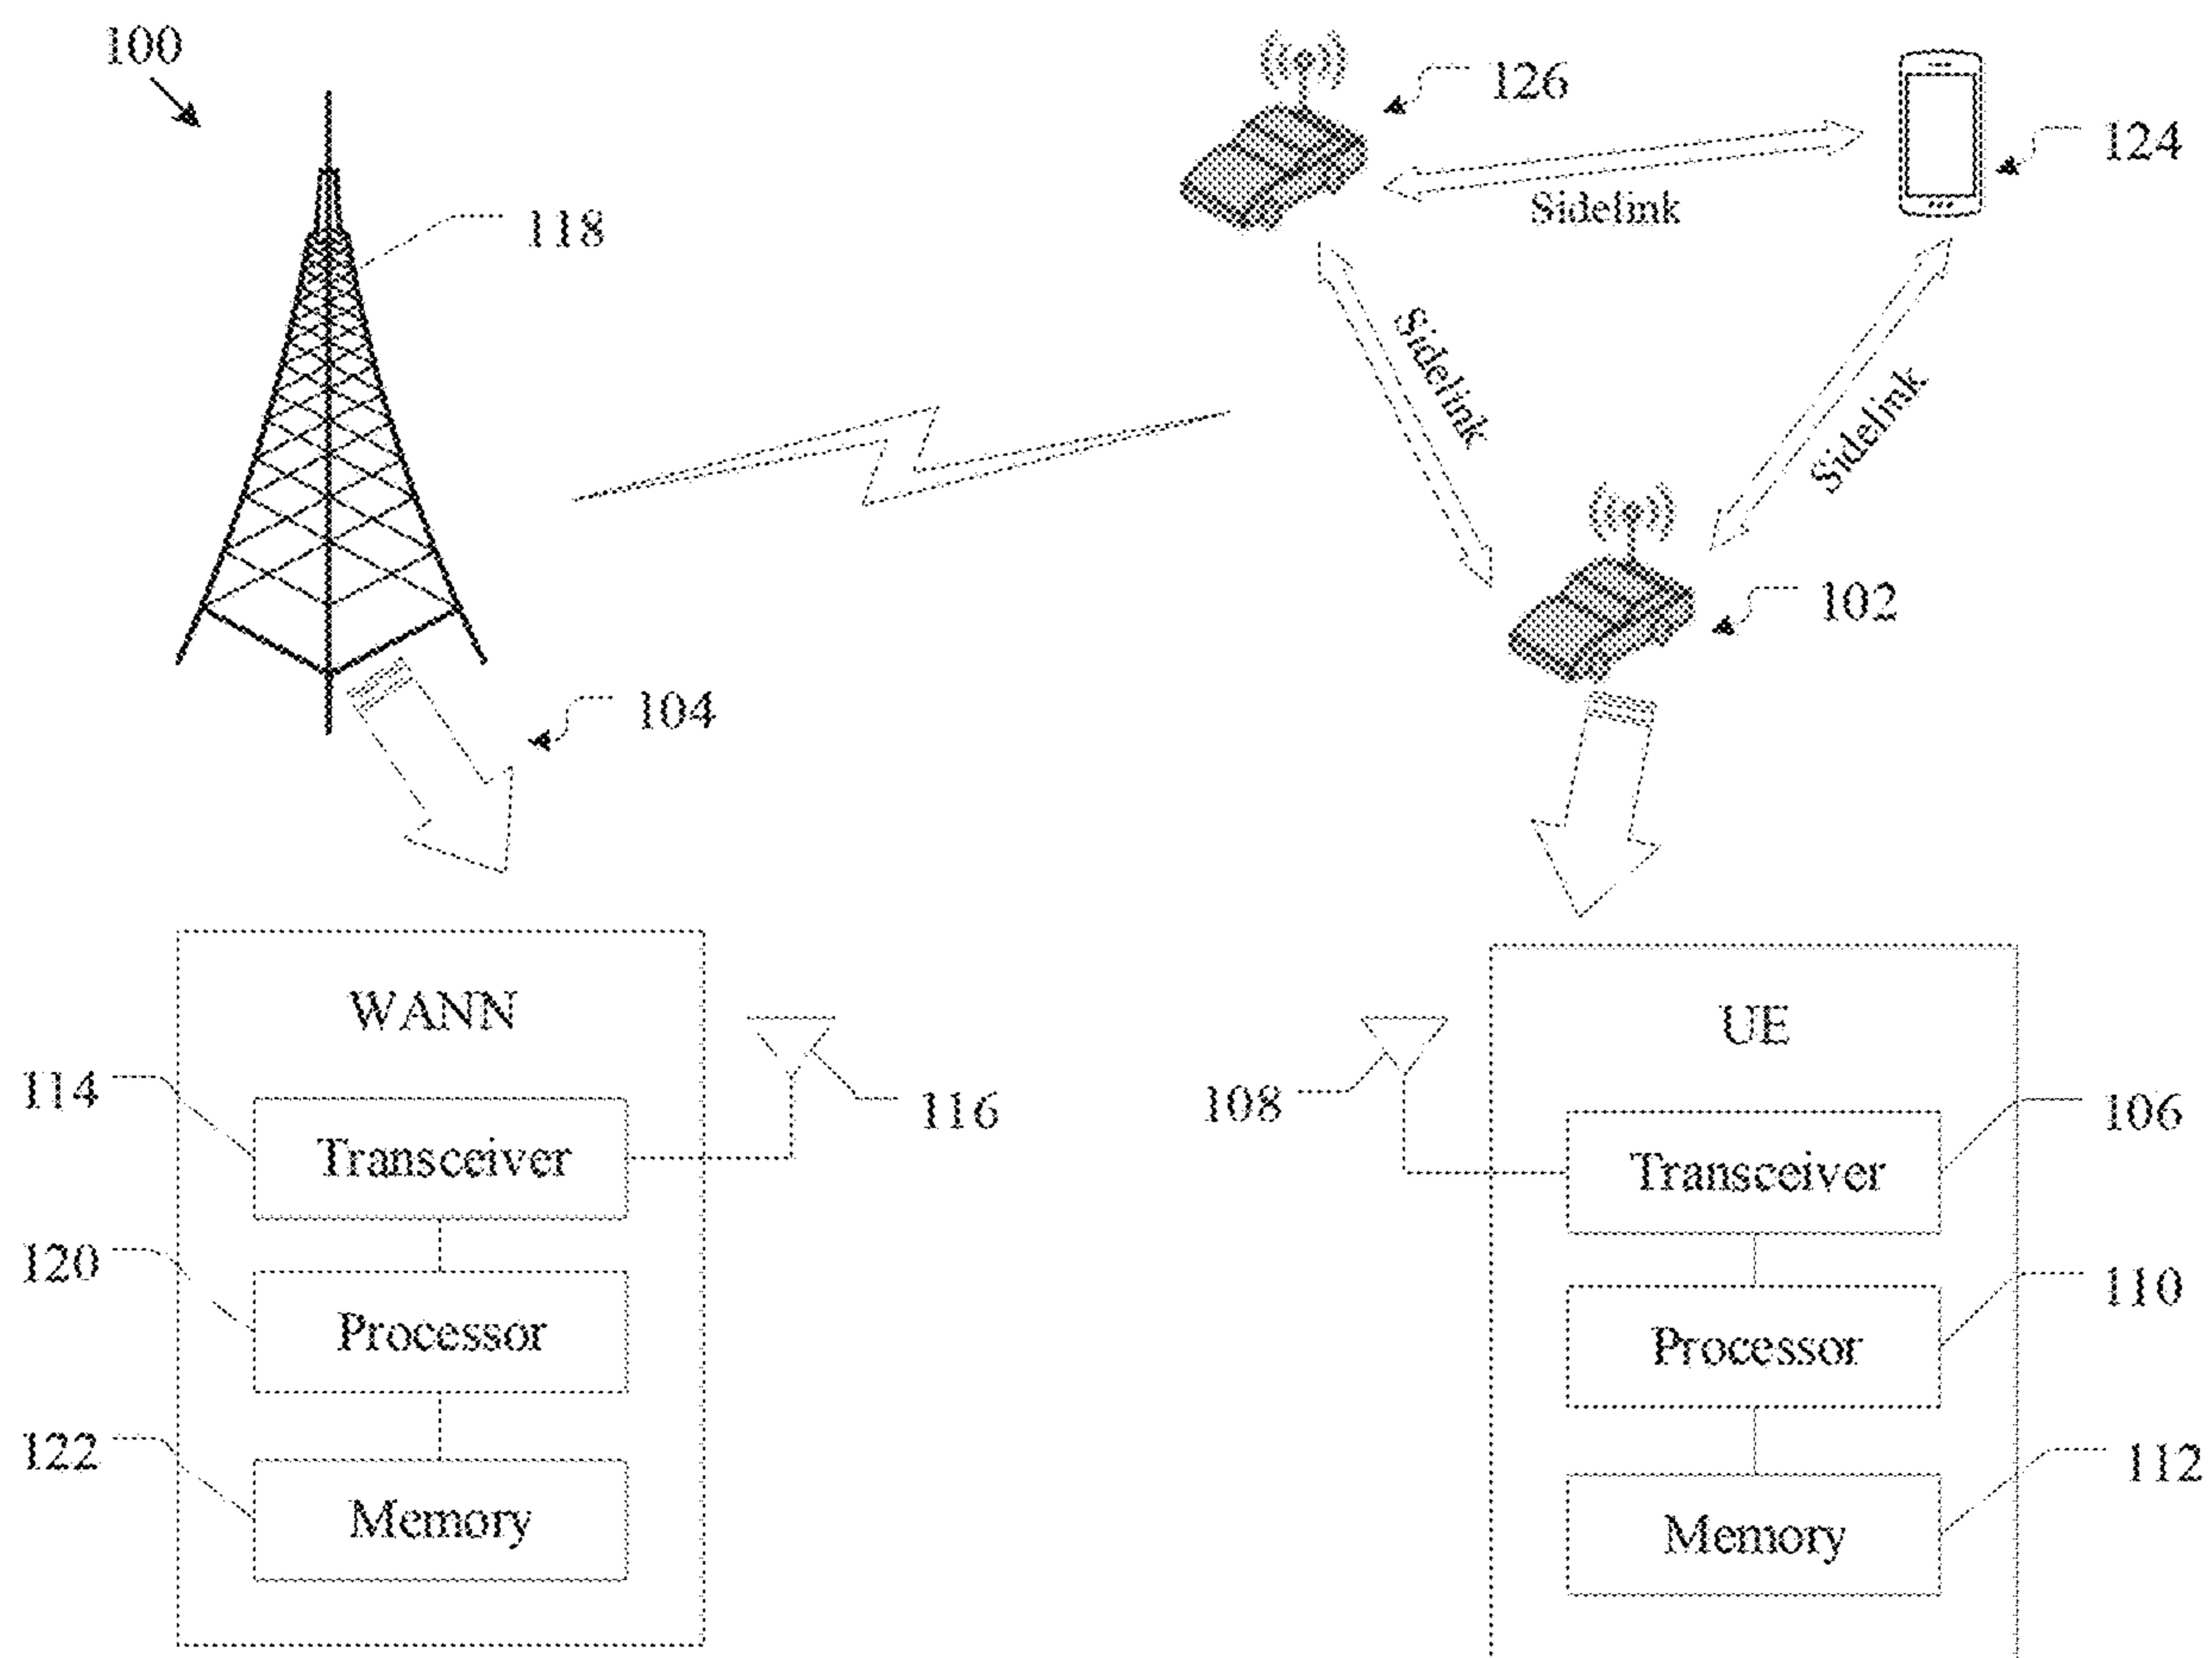 100
126
124
Sidelink
118
Sidelink
Sidelink
102
104
WANN
UE
114
116
108
106
Transceiver
Transceiver
120
110
Processor
Processor
122
112
Memory
Memory